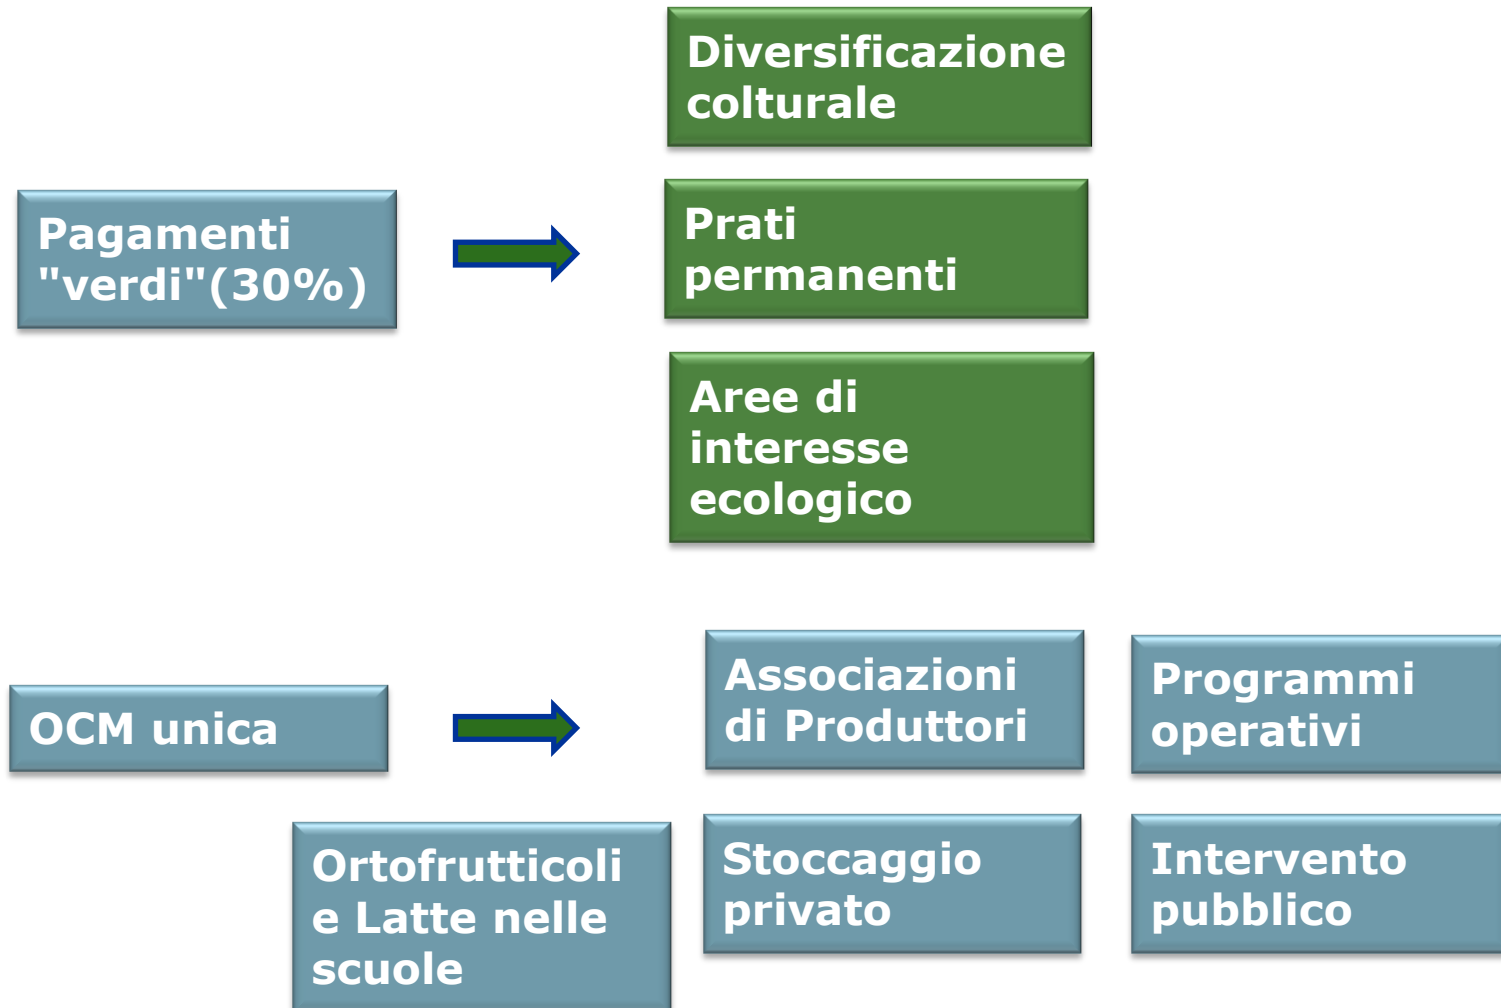 Diversificazione
colturale
Pagamenti
"verdi"(30%)
Prati
permanenti
Aree di
interesse
ecologico
OCM unica
Associazioni
di Produttori
Programmi
operativi
Ortofrutticoli
e Latte nelle
scuole
Stoccaggio
privato
Intervento
pubblico